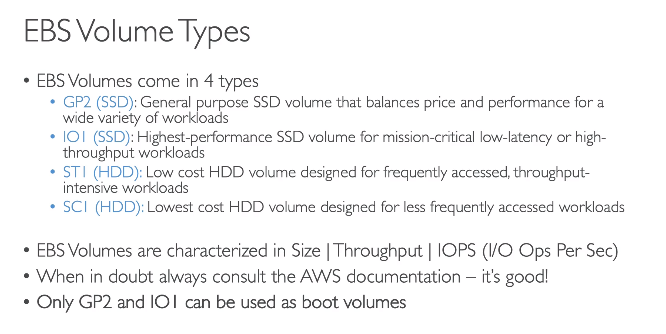 EBS Volume Types
• EBS Volumes come in 4 types
• GP2 (SSD): General purpose SSD volume that balances price and performance for a
wide variety of workloads
• IO1 (SSD): Highest-performance SSD volume for mission-critical low-latency or high-
throughput workloads
• ST1 (HDD): Low cost HDD volume designed for frequently accessed, throughput-
intensive workloads
• SC1 (HDD): Lowest cost HDD volume designed for less frequently accessed workloads
• EBS Volumes are characterized in Size | Throughput | IOPS (I/O Ops Per Sec)
• When in doubt always consult the AWS documentation – it's good!
• Only GP2 and IO1 can be used as boot volumes